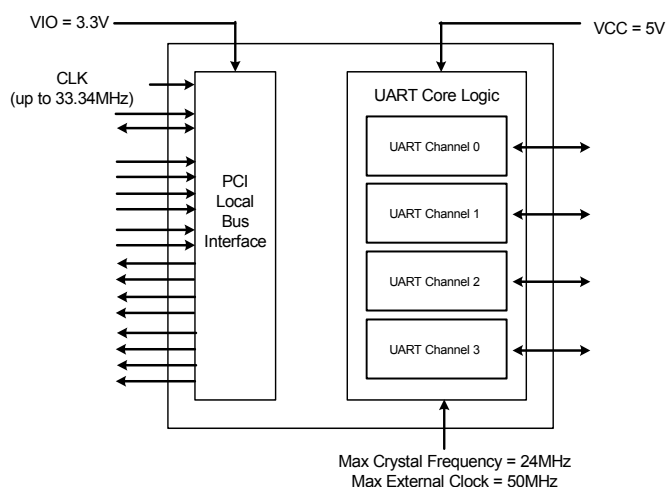 VIO = 3.3V
VCC = 5V
CLK
(up to 33.34MHz)
UART Core Logic
UART Channel 0
PCI
Local
Bus
Interface
UART Channel 1
UART Channel 2
UART Channel 3
Max Crystal Frequency = 24MHz
Max External Clock = 50MHz